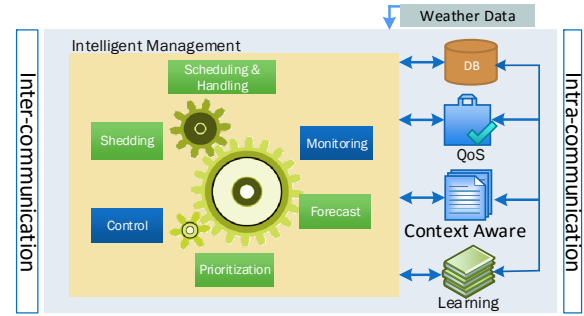 Weather Data
Intelligent Management
Inter-communication
Intra-communication
Scheduling &
Handling
DB
Shedding
Monitoring
QoS
Control
Forecast
Context Aware
Prioritization
Learning